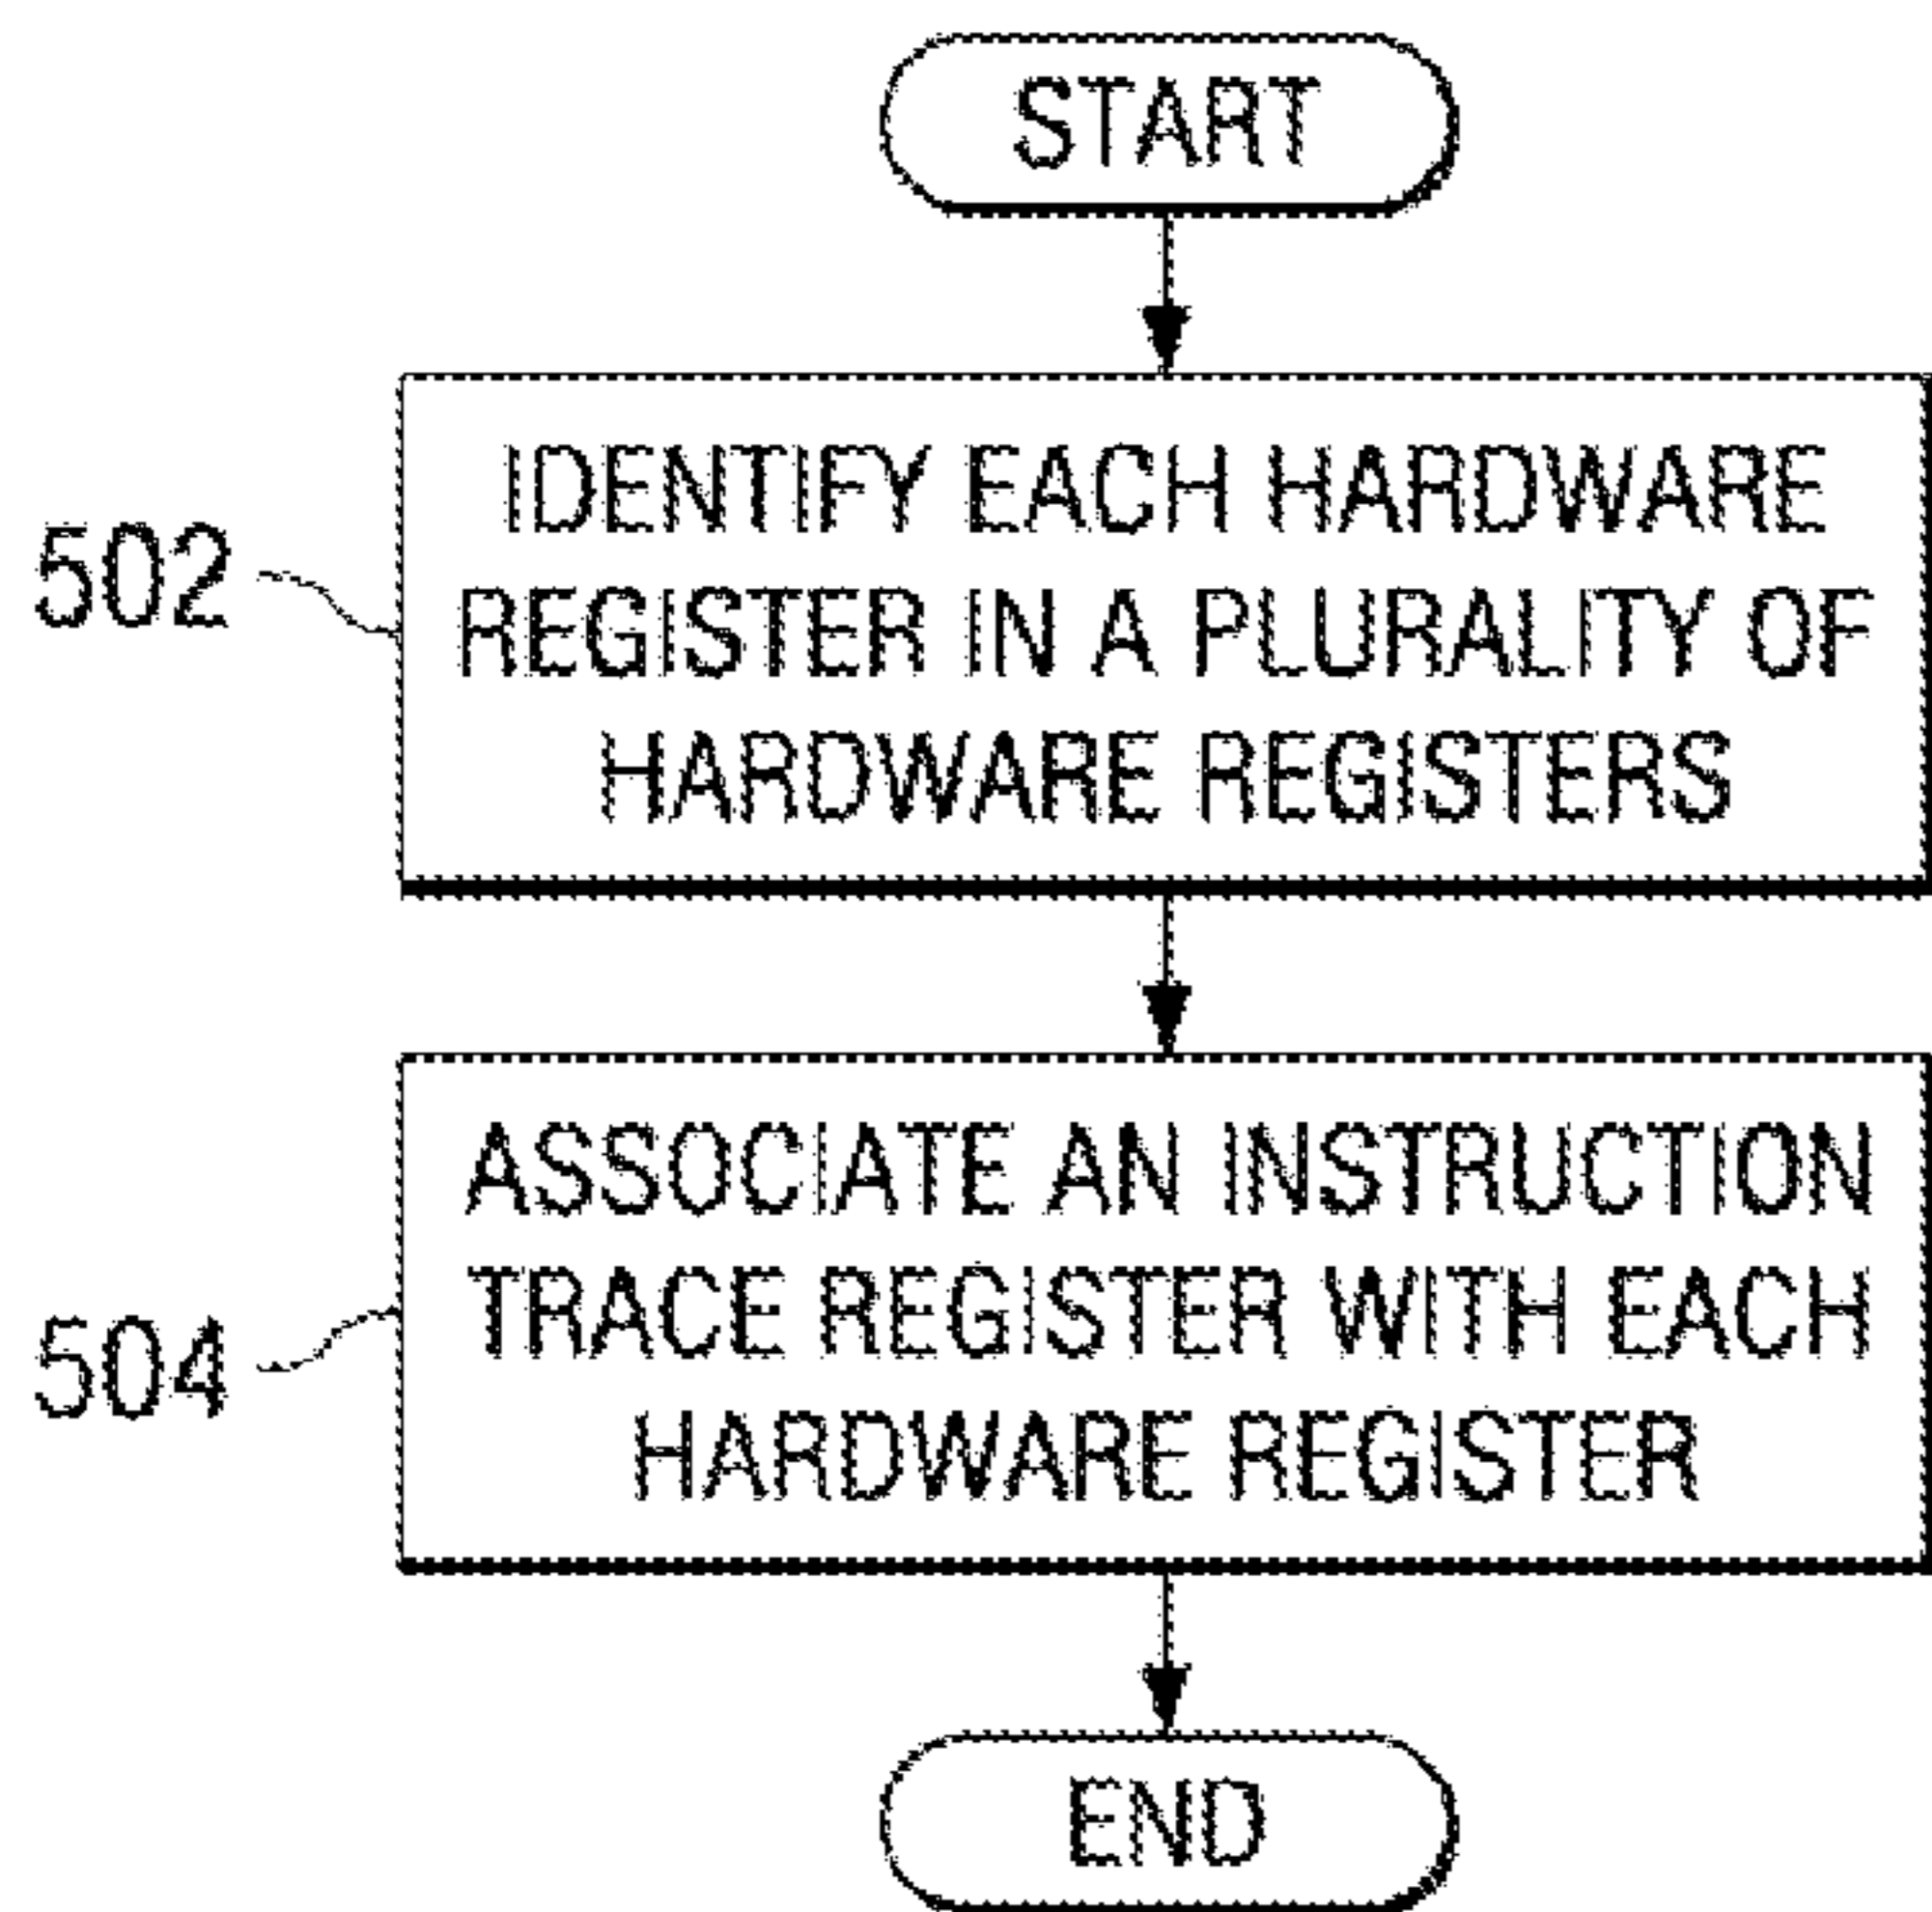 START
502
IDENTIFY EACH HARDWARE
REGISTER IN A PLURALITY OF
HARDWARE REGISTERS
504
ASSOCIATE AN INSTRUCTION
TRACE REGISTER WITH EACH
HARDWARE REGISTER
END